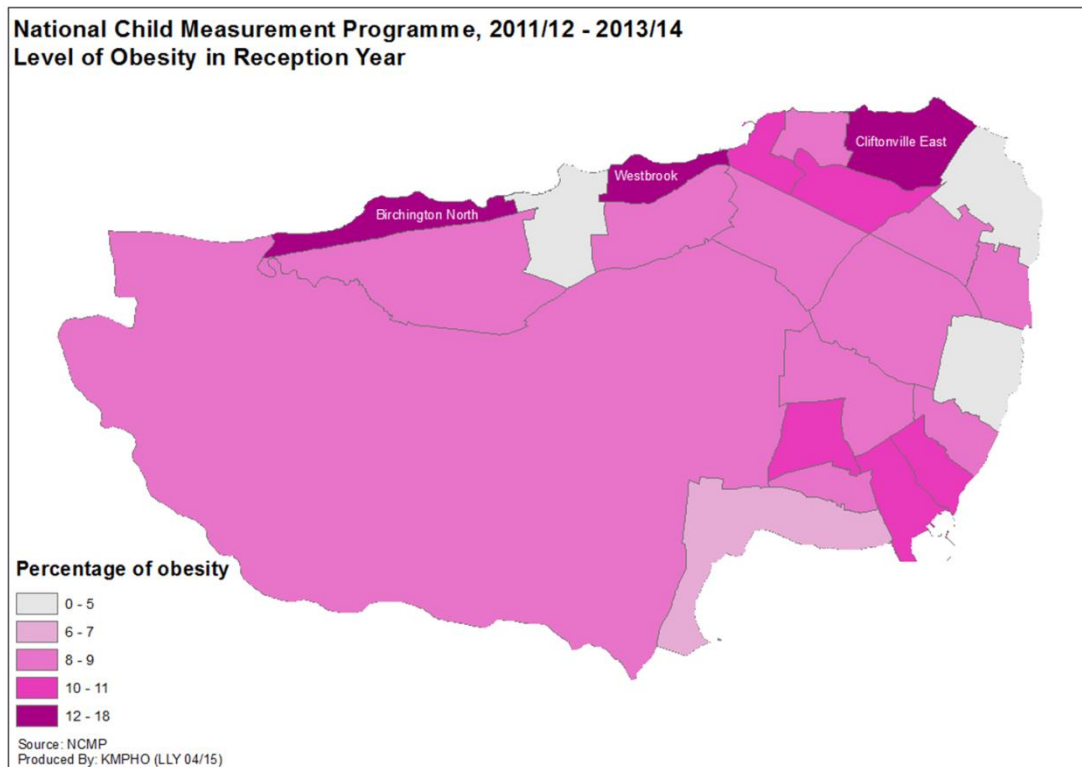 National Child Measurement Programme, 2011/12 - 2013/14
Level of Obesity in Reception Year
Cliftonville East
Westbrook
Birchington North
Percentage of obesity
0 - 5
6 - 7
8 - 9
10 - 11
12 - 18
Source: NCMP
Produced By: KMPHO (LLY 04/15)